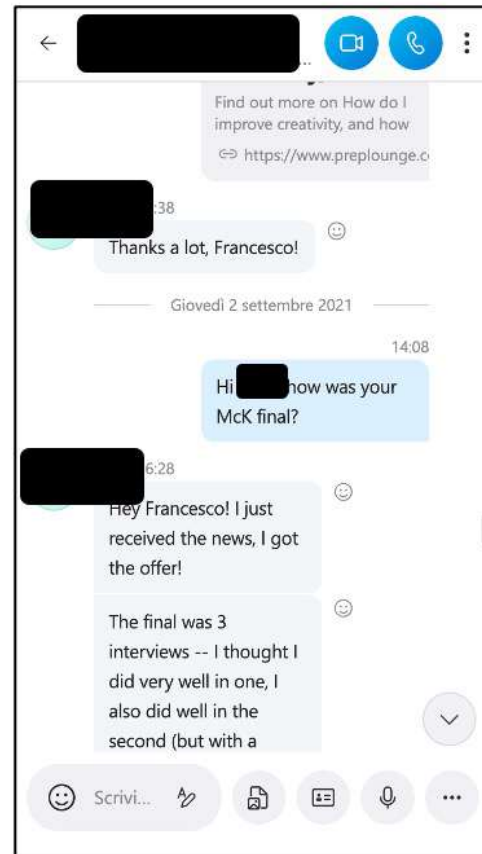 ...
Find out more on How do I
improve creativity, and how
https://www.preplounge.c
:38
Thanks a lot, Francesco!
Giovedì 2 settembre 2021
14:08
Hi how was your
McK final?
6:28
Hey Francesco! I just
received the news, I got
the offer!
The final was 3
interviews -- I thought I
did very well in one, I
also did well in the
second (but with a
Scrivi...